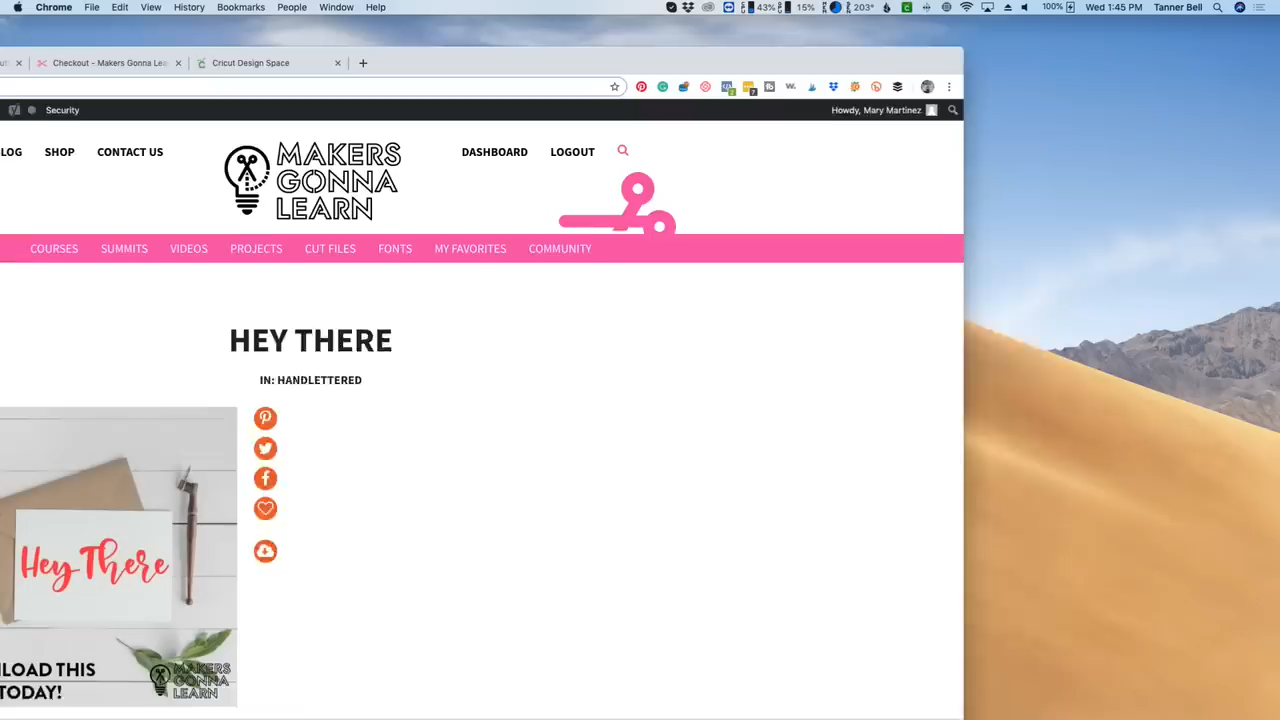 Chrome File Edit View History Bookmarks People Window Help 43% 15% 203° 100% Wed 1:45 PM Tanner Bell
Checkout - Makers Gonna Lea Cricut Design Space
Security Howdy, Mary Martinez
LOG SHOP CONTACT US DASHBOARD LOGOUT
MAKERS
GONNA
LEARN
COURSES SUMMITS VIDEOS PROJECTS CUT FILES FONTS MY FAVORITES COMMUNITY
HEY THERE
IN: HANDLETTERED
Hey There
NLOAD THIS
TODAY!
MAKERS
GONNA
LEARN